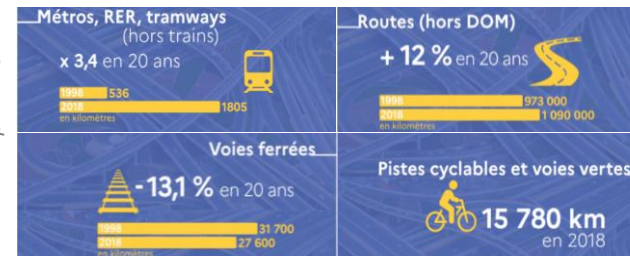 Métros, RER, tramways
(hors trains)
x 3,4 en 20 ans
1998 536
2018 1805
en kilomètres
Routes (hors DOM)
+ 12 % en 20 ans
1998 973 000
2018 1 090 000
en kilomètres
Voies ferrées
-13,1 % en 20 ans
1998 31 700
2018 27 600
en kilomètres
Pistes cyclables et voies vertes
15 780 km
en 2018